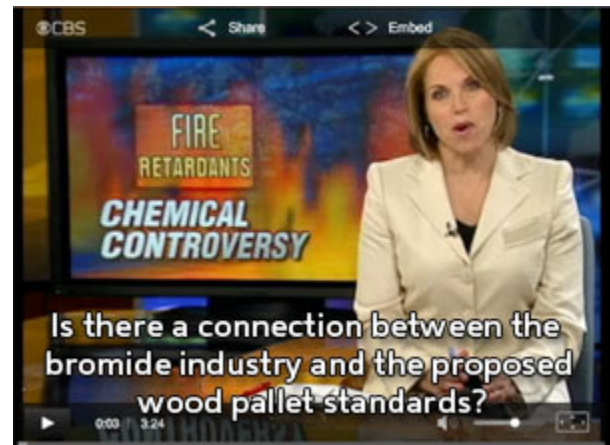 CBS
Share
< > Embed
FIRE
RETARDANTS
CHEMICAL
CONTROVERSY
Is there a connection between the
bromide industry and the proposed
wood pallet standards?
0:03 3:24